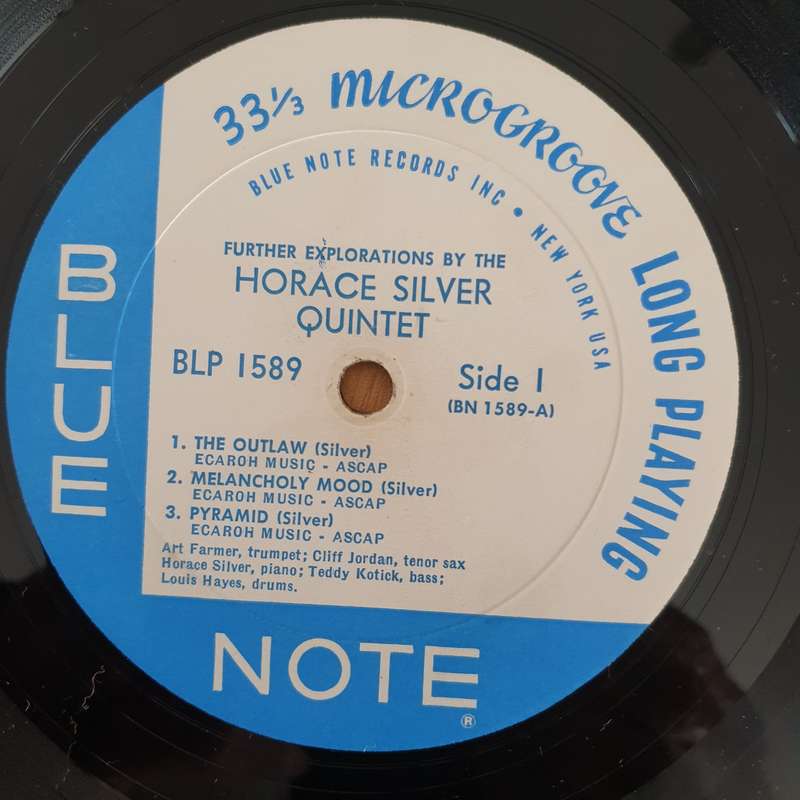 33⅓ MICROGROOVE LONG PLAYING
BLUE NOTE RECORDS INC • NEW YORK USA
FURTHER EXPLORATIONS BY THE
HORACE SILVER
QUINTET
BLP 1589
Side 1
(BN 1589-A)
1. THE OUTLAW (Silver)
ECAROH MUSIC - ASCAP
2. MELANCHOLY MOOD (Silver)
ECAROH MUSIC - ASCAP
3. PYRAMID (Silver)
ECAROH MUSIC - ASCAP
Art Farmer, trumpet; Cliff Jordan, tenor sax
Horace Silver, piano; Teddy Kotick, bass;
Louis Hayes, drums.
BLUE
NOTE
®